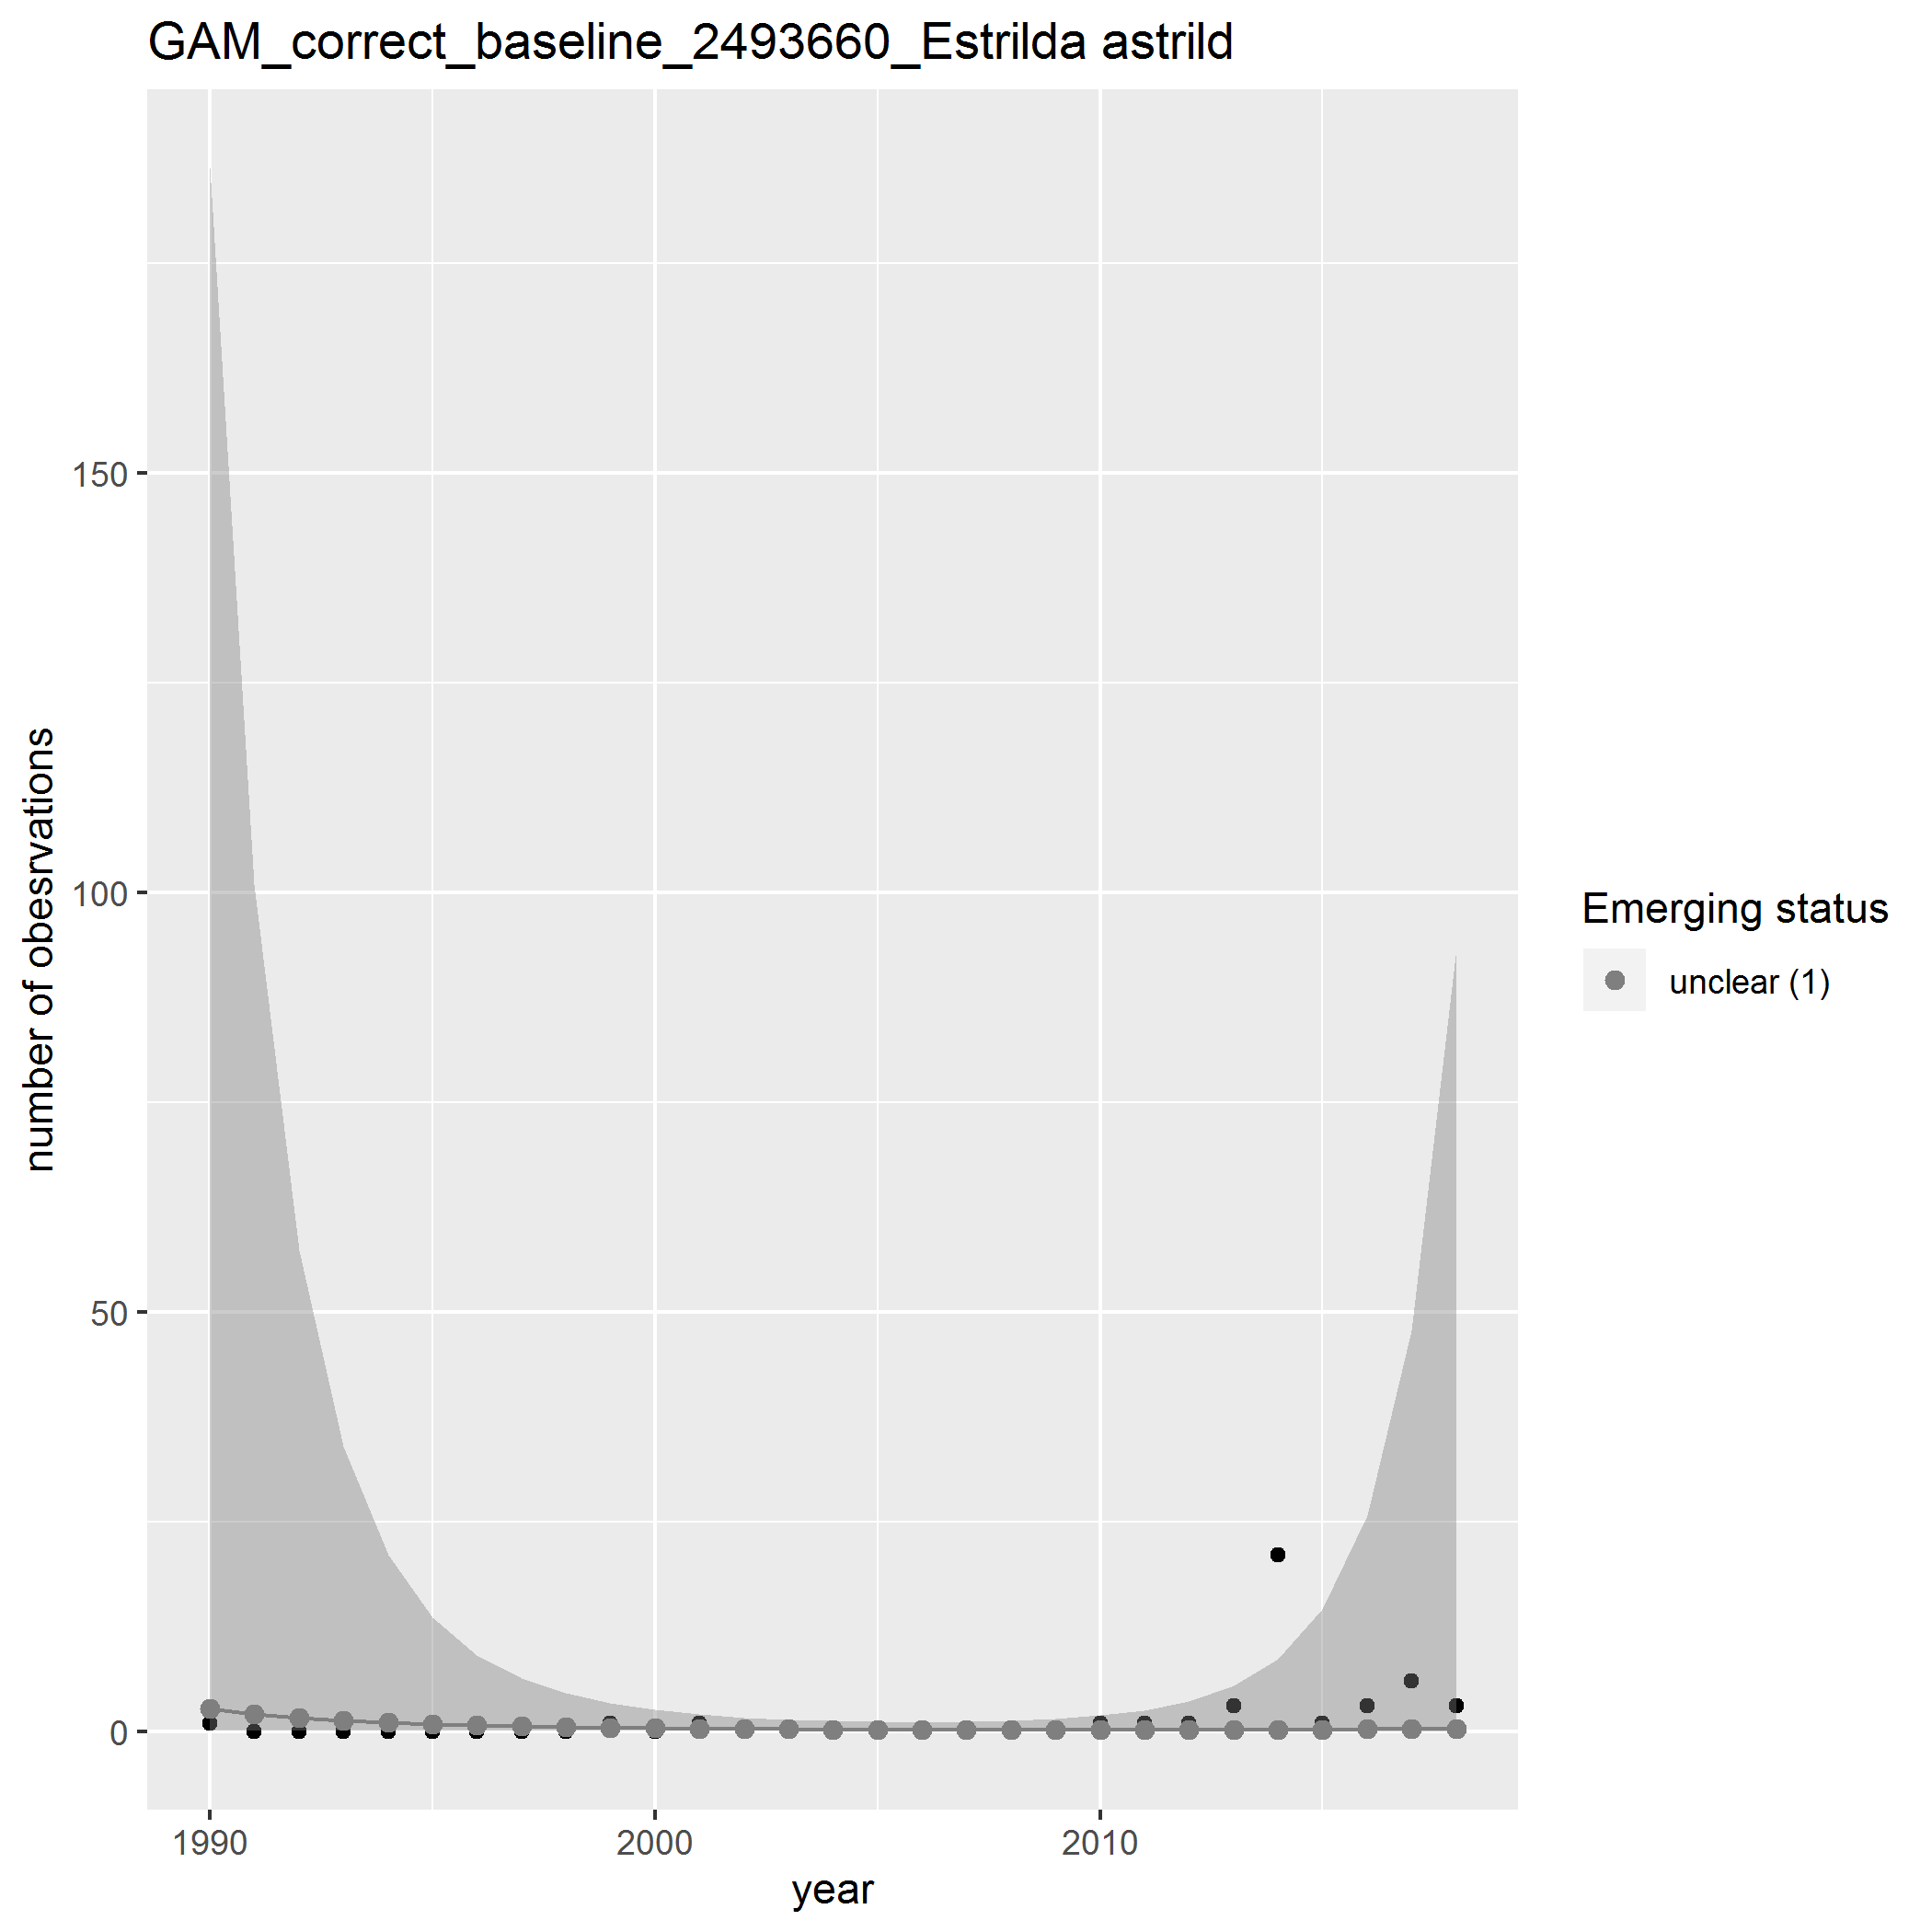 GAM_correct_baseline_2493660_Estrilda astrild
number of obesrvations
150
100
50
0
1990
2000
2010
year
Emerging status
unclear (1)